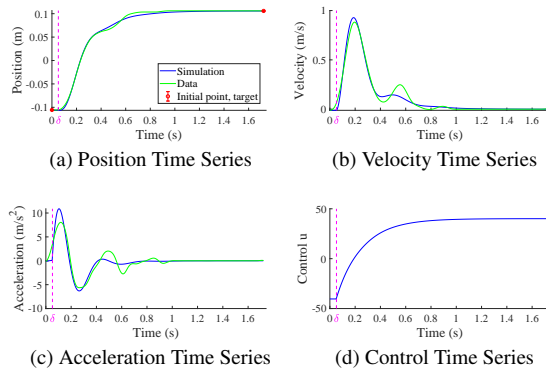 0.1
0.05
0
-0.05
-0.1
Position (m)
Simulation
Data
Initial point, target
0 δ 0.2 0.4 0.6 0.8 1.0 1.2 1.4 1.6
Time (s)
(a) Position Time Series
1
0.5
0
Velocity (m/s)
0 δ 0.2 0.4 0.6 0.8 1.0 1.2 1.4 1.6
Time (s)
(b) Velocity Time Series
10
5
0
-5
-10
Acceleration (m/s²)
0 δ 0.2 0.4 0.6 0.8 1.0 1.2 1.4 1.6
Time (s)
(c) Acceleration Time Series
50
0
-50
Control u
0 δ 0.2 0.4 0.6 0.8 1.0 1.2 1.4 1.6
Time (s)
(d) Control Time Series